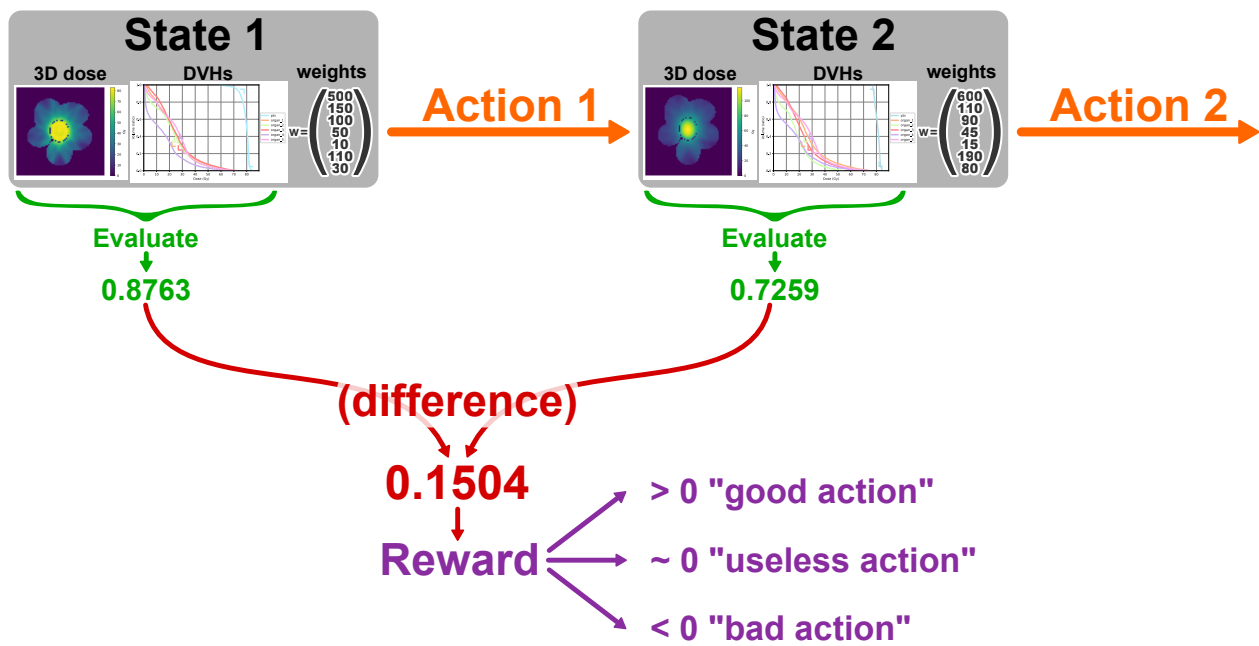 State 1
3D dose
DVHs
weights
w =
500
150
100
50
10
110
30
Action 1
State 2
3D dose
DVHs
weights
w =
600
110
90
45
15
190
80
Action 2
Evaluate
0.8763
Evaluate
0.7259
(difference)
0.1504
Reward
> 0 "good action"
~ 0 "useless action"
< 0 "bad action"